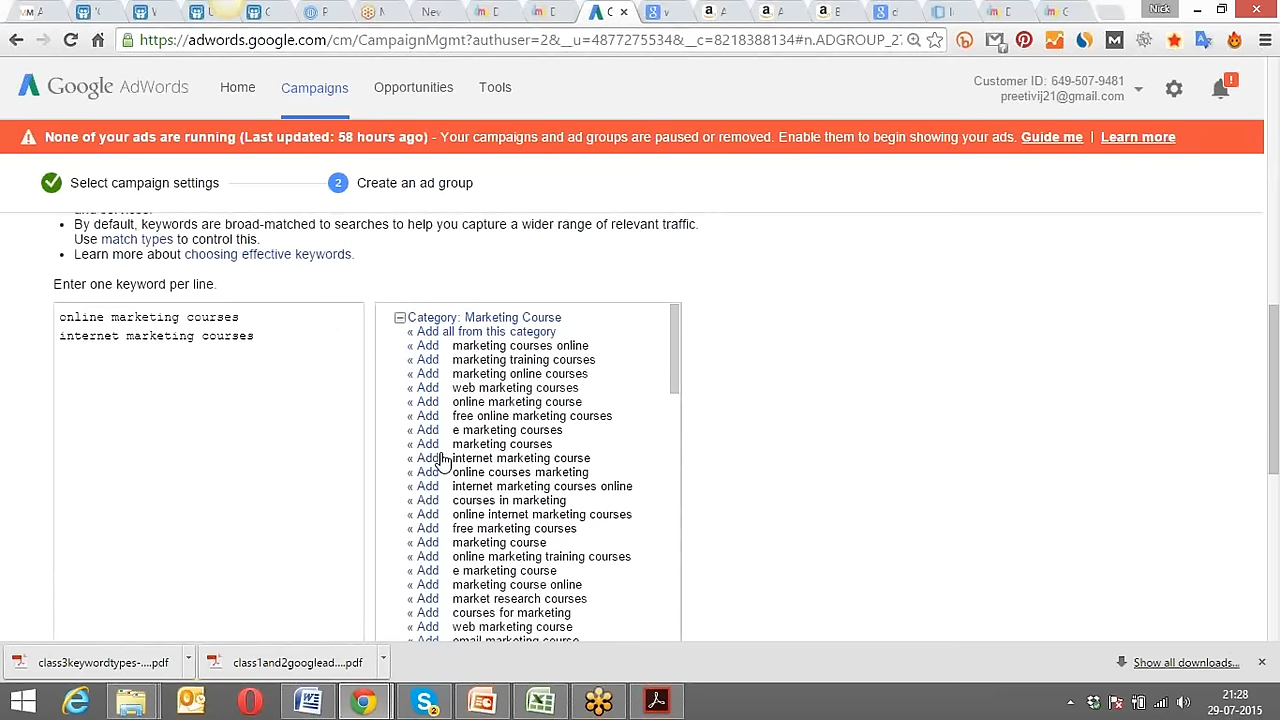 Nick
https://adwords.google.com/cm/CampaignMgmt?authuser=2&__u=4877275534&__c=8218388134#n.ADGROUP_2
Google AdWords
Home
Campaigns
Opportunities
Tools
Customer ID: 649-507-9481
preetivij21@gmail.com
None of your ads are running (Last updated: 58 hours ago) - Your campaigns and ad groups are paused or removed. Enable them to begin showing your ads. Guide me | Learn more
Select campaign settings
2 Create an ad group
By default, keywords are broad-matched to searches to help you capture a wider range of relevant traffic.
Use match types to control this.
Learn more about choosing effective keywords.
Enter one keyword per line.
online marketing courses
internet marketing courses
Category: Marketing Course
« Add all from this category
« Add marketing courses online
« Add marketing training courses
« Add marketing online courses
« Add web marketing courses
« Add online marketing course
« Add free online marketing courses
« Add e marketing courses
« Add marketing courses
« Add internet marketing course
« Add online courses marketing
« Add internet marketing courses online
« Add courses in marketing
« Add online internet marketing courses
« Add free marketing courses
« Add marketing course
« Add online marketing training courses
« Add e marketing course
« Add marketing course online
« Add market research courses
« Add courses for marketing
« Add web marketing course
« Add email marketing course
class3keywordtypes-....pdf
class1and2googlead....pdf
Show all downloads...
21:28
29-07-2015